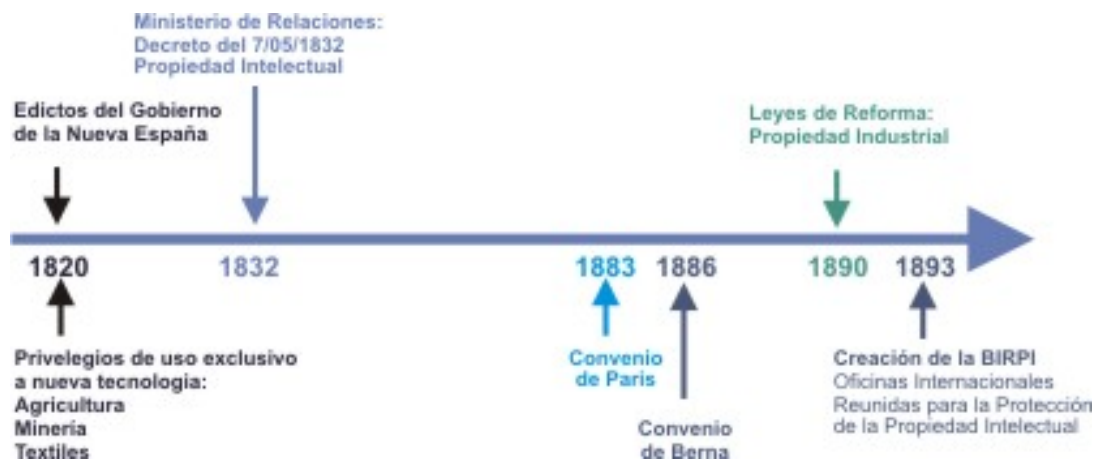 Ministerio de Relaciones:
Decreto del 7/05/1832
Propiedad Intelectual
Edictos del Gobierno
de la Nueva España
Leyes de Reforma:
Propiedad Industrial
1820
1832
1883
1886
1890
1893
Privelegios de uso exclusivo
a nueva tecnologia:
Agricultura
Minería
Textiles
Convenio
de Paris
Convenio
de Berna
Creación de la BIRPI
Oficinas Internacionales
Reunidas para la Protección
de la Propiedad Intelectual